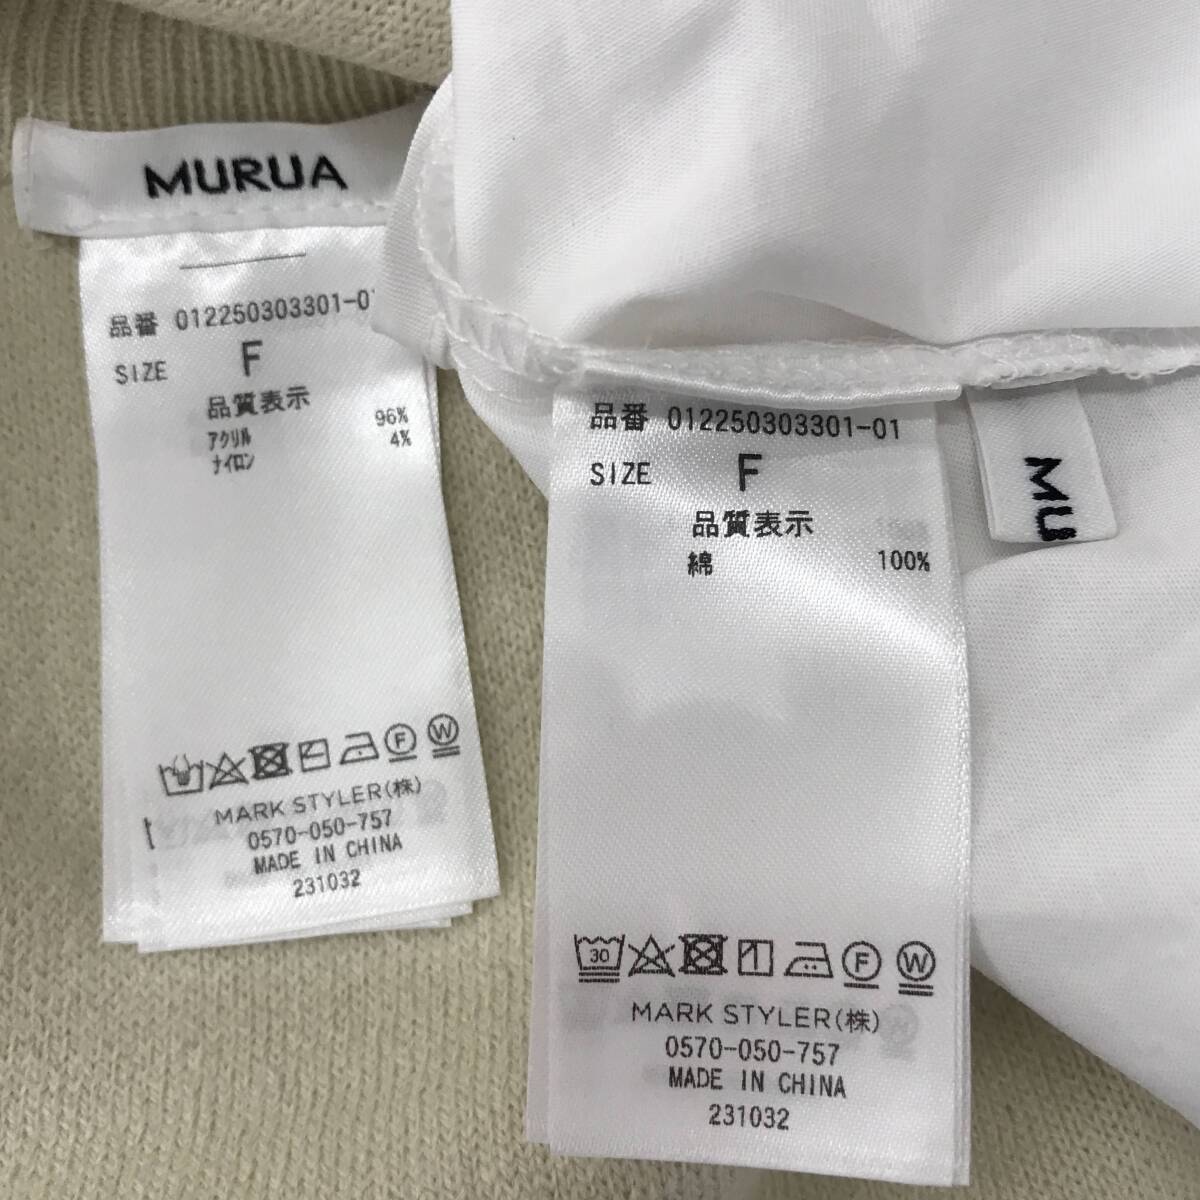 MURUA
品番 012250303301-0
SIZE F
品質表示
アクリル 96%
ナイロン 4%
F W
MARK STYLER(株)
0570-050-757
MADE IN CHINA
231032
品番 012250303301-01
SIZE F
品質表示
綿 100%
30 F W
MARK STYLER(株)
0570-050-757
MADE IN CHINA
231032
MU